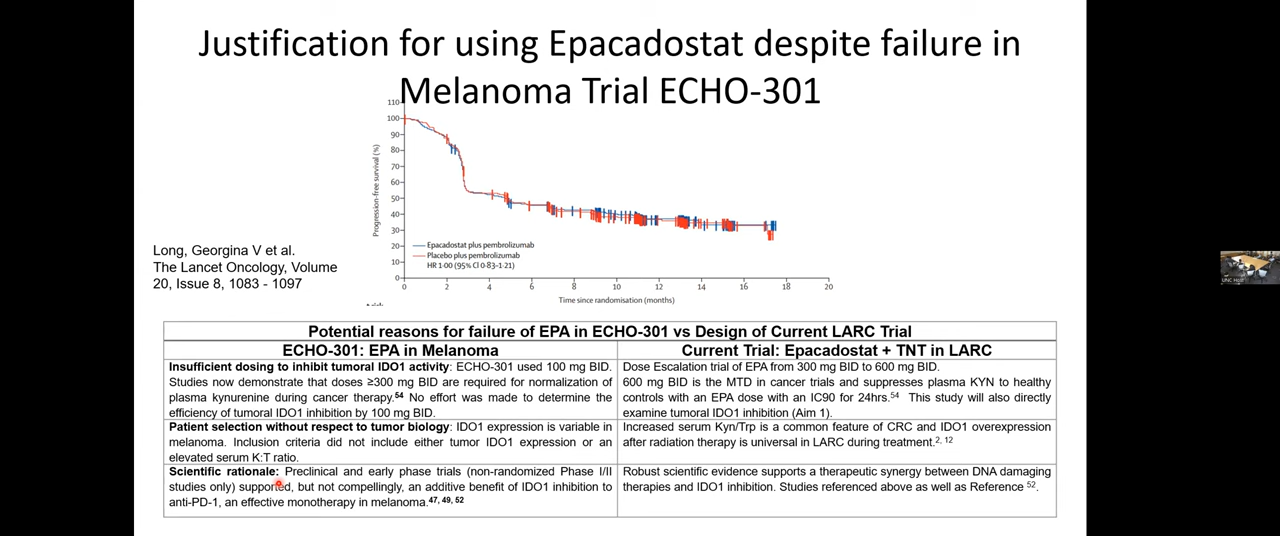 Justification for using Epacadostat despite failure in
Melanoma Trial ECHO-301
110
100
90
80
70
60
50
40
30
20
10
0
Progression-free survival (%)
Epacadostat plus pembrolizumab
Placebo plus pembrolizumab
HR 1·00 (95% CI 0·83–1·21)
0 2 4 6 8 10 12 14 16 18 20
Time since randomisation (months)
Long, Georgina V et al.
The Lancet Oncology, Volume
20, Issue 8, 1083 - 1097
Potential reasons for failure of EPA in ECHO-301 vs Design of Current LARC Trial
ECHO-301: EPA in Melanoma
Current Trial: Epacadostat + TNT in LARC
Insufficient dosing to inhibit tumoral IDO1 activity: ECHO-301 used 100 mg BID.
Studies now demonstrate that doses ≥300 mg BID are required for normalization of
plasma kynurenine during cancer therapy.54 No effort was made to determine the
efficiency of tumoral IDO1 inhibition by 100 mg BID.
Dose Escalation trial of EPA from 300 mg BID to 600 mg BID.
600 mg BID is the MTD in cancer trials and suppresses plasma KYN to healthy
controls with an EPA dose with an IC90 for 24hrs.54 This study will also directly
examine tumoral IDO1 inhibition (Aim 1).
Patient selection without respect to tumor biology: IDO1 expression is variable in
melanoma. Inclusion criteria did not include either tumor IDO1 expression or an
elevated serum K:T ratio.
Increased serum Kyn/Trp is a common feature of CRC and IDO1 overexpression
after radiation therapy is universal in LARC during treatment.2, 12
Scientific rationale: Preclinical and early phase trials (non-randomized Phase I/II
studies only) supported, but not compellingly, an additive benefit of IDO1 inhibition to
anti-PD-1, an effective monotherapy in melanoma.47, 49, 52
Robust scientific evidence supports a therapeutic synergy between DNA damaging
therapies and IDO1 inhibition. Studies referenced above as well as Reference 52.